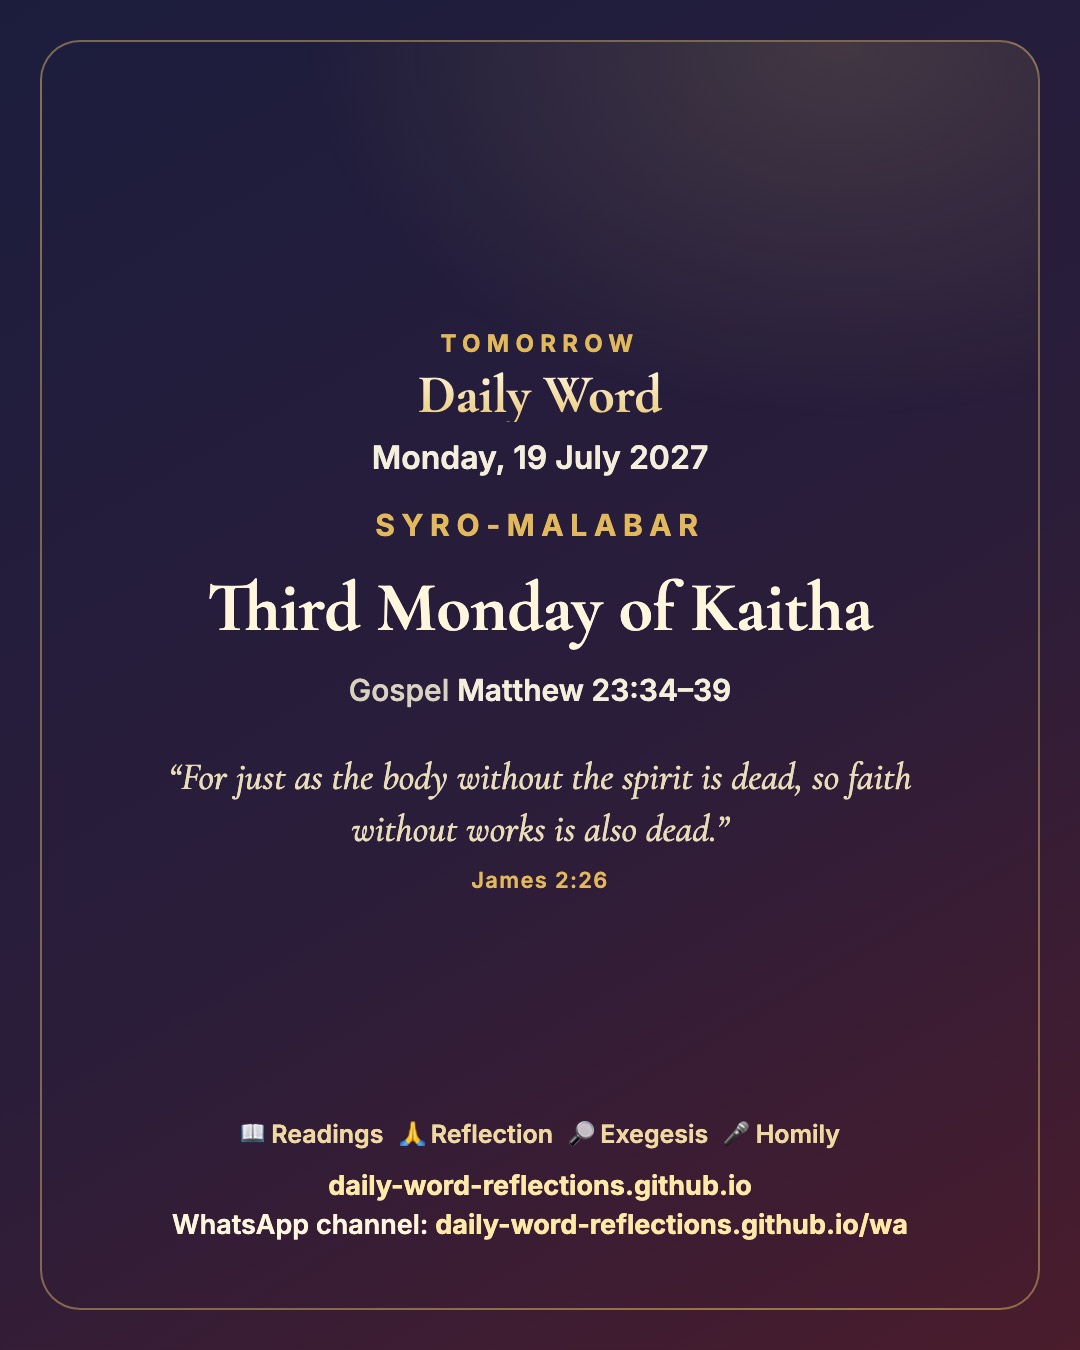 TOMORROW
Daily Word
Monday, 19 July 2027
SYRO-MALABAR
Third Monday of Kaitha
Gospel Matthew 23:34–39
“For just as the body without the spirit is dead, so faith
without works is also dead.”
James 2:26
📖 Readings 🙏 Reflection 🔎 Exegesis 🎤 Homily
daily-word-reflections.github.io
WhatsApp channel: daily-word-reflections.github.io/wa